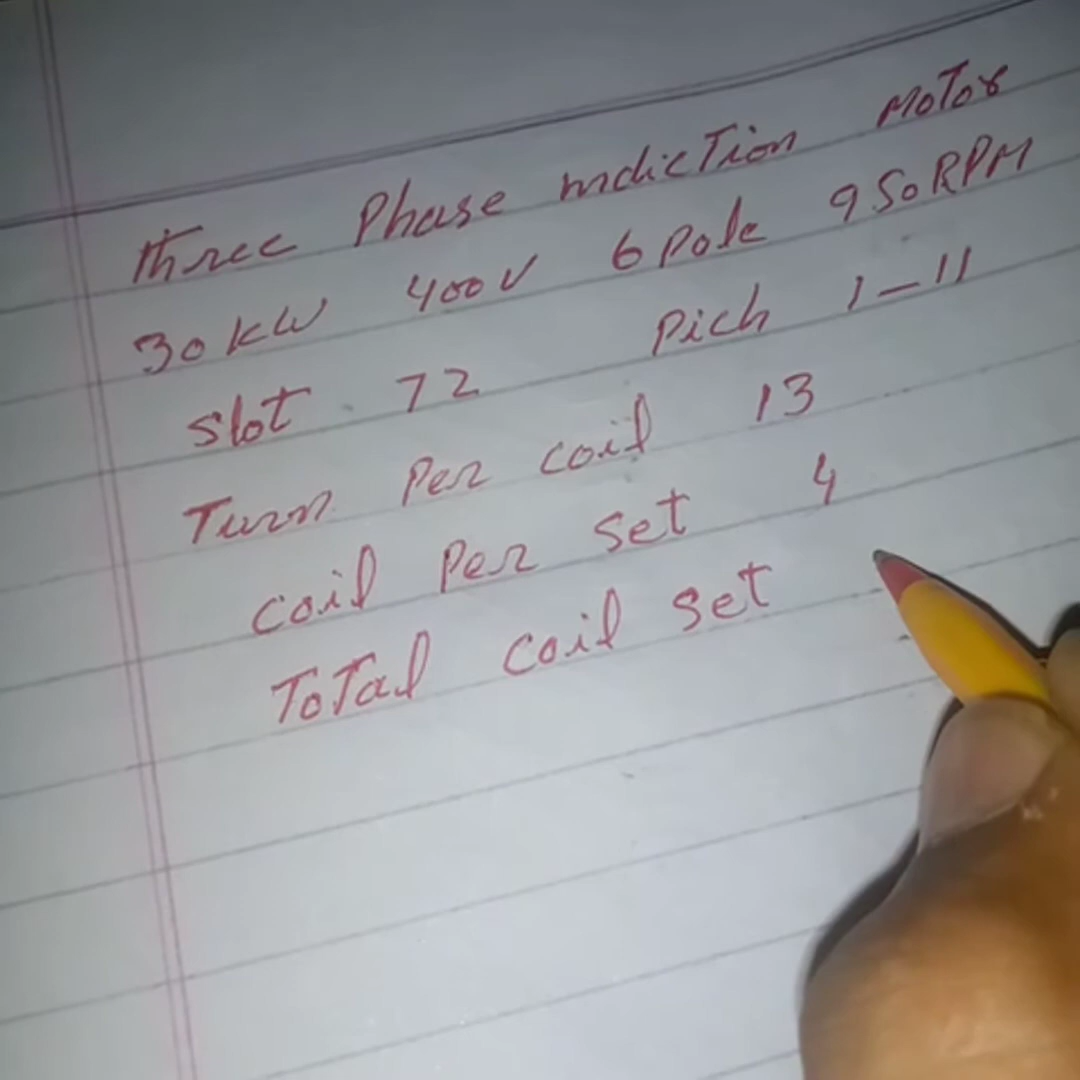 Three Phase indiction Motor
30 kW 400V 6 Pole 950 RPM
Slot 72 Pich 1-11
Turn Per coil 13
Coil Per Set 4
Total coil Set